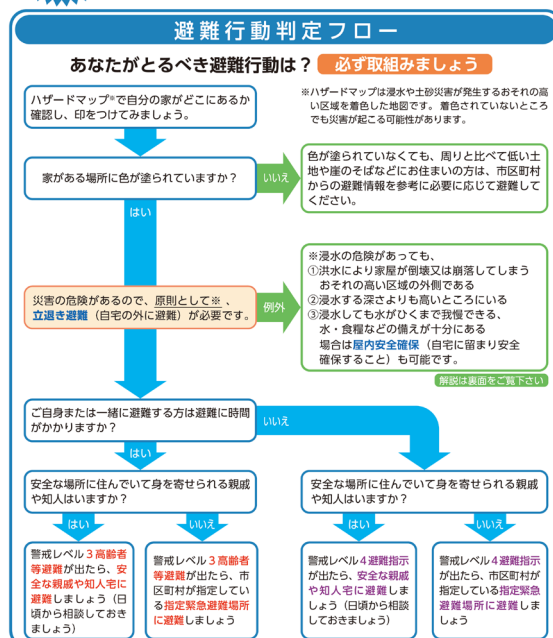 避難行動判定フロー
あなたがとるべき避難行動は？ 必ず取組みましょう
ハザードマップ※で自分の家がどこにあるか
確認し、印をつけてみましょう。
※ハザードマップは浸水や土砂災害が発生するおそれの高
い区域を着色した地図です。着色されていないところ
でも災害が起こる可能性があります。
家がある場所に色が塗られていますか？
いいえ
色が塗られていなくても、周りと比べて低い土
地や崖のそばなどにお住まいの方は、市区町村
からの避難情報を参考に必要に応じて避難して
ください。
はい
災害の危険があるので、原則として※、
立退き避難（自宅の外に避難）が必要です。
例外
※浸水の危険があっても、
①洪水により家屋が倒壊又は崩落してしまう
おそれの高い区域の外側である
②浸水する深さよりも高いところにいる
③浸水しても水がひくまで我慢できる、
水・食糧などの備えが十分にある
場合は屋内安全確保（自宅に留まり安全
確保すること）も可能です。
解説は裏面をご覧下さい
ご自身または一緒に避難する方は避難に時間
がかかりますか？
いいえ
はい
安全な場所に住んでいて身を寄せられる親戚
や知人はいますか？
はい
いいえ
警戒レベル３高齢者
等避難が出たら、安
全な親戚や知人宅に
避難しましょう（日
頃から相談しておき
ましょう）
警戒レベル３高齢者
等避難が出たら、市
区町村が指定してい
る指定緊急避難場所
に避難しましょう
安全な場所に住んでいて身を寄せられる親戚
や知人はいますか？
はい
いいえ
警戒レベル４避難指示
が出たら、安全な親戚
や知人宅に避難しま
しょう（日頃から相談
しておきましょう）
警戒レベル４避難指示
が出たら、市区町村が
指定している指定緊急
避難場所に避難しま
しょう